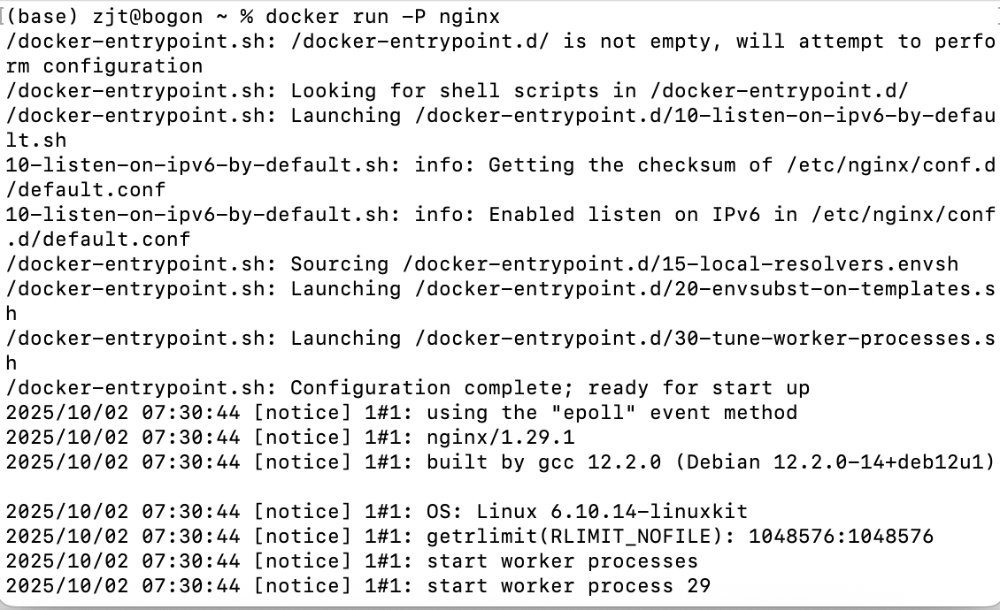 [(base) zjt@bogon ~ % docker run -P nginx ]
/docker-entrypoint.sh: /docker-entrypoint.d/ is not empty, will attempt to perfo
rm configuration
/docker-entrypoint.sh: Looking for shell scripts in /docker-entrypoint.d/
/docker-entrypoint.sh: Launching /docker-entrypoint.d/10-listen-on-ipv6-by-defau
lt.sh
10-listen-on-ipv6-by-default.sh: info: Getting the checksum of /etc/nginx/conf.d
/default.conf
10-listen-on-ipv6-by-default.sh: info: Enabled listen on IPv6 in /etc/nginx/conf
.d/default.conf
/docker-entrypoint.sh: Sourcing /docker-entrypoint.d/15-local-resolvers.envsh
/docker-entrypoint.sh: Launching /docker-entrypoint.d/20-envsubst-on-templates.s
h
/docker-entrypoint.sh: Launching /docker-entrypoint.d/30-tune-worker-processes.s
h
/docker-entrypoint.sh: Configuration complete; ready for start up
2025/10/02 07:30:44 [notice] 1#1: using the "epoll" event method
2025/10/02 07:30:44 [notice] 1#1: nginx/1.29.1
2025/10/02 07:30:44 [notice] 1#1: built by gcc 12.2.0 (Debian 12.2.0-14+deb12u1)
2025/10/02 07:30:44 [notice] 1#1: OS: Linux 6.10.14-linuxkit
2025/10/02 07:30:44 [notice] 1#1: getrlimit(RLIMIT_NOFILE): 1048576:1048576
2025/10/02 07:30:44 [notice] 1#1: start worker processes
2025/10/02 07:30:44 [notice] 1#1: start worker process 29